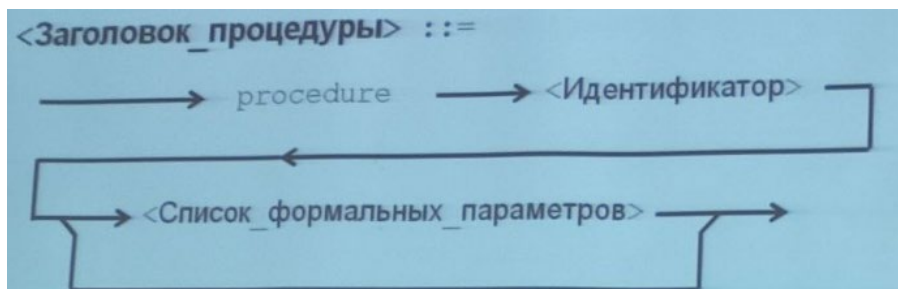 <Заголовок_процедуры> ::=
procedure <Идентификатор>
<Список_формальных_параметров>